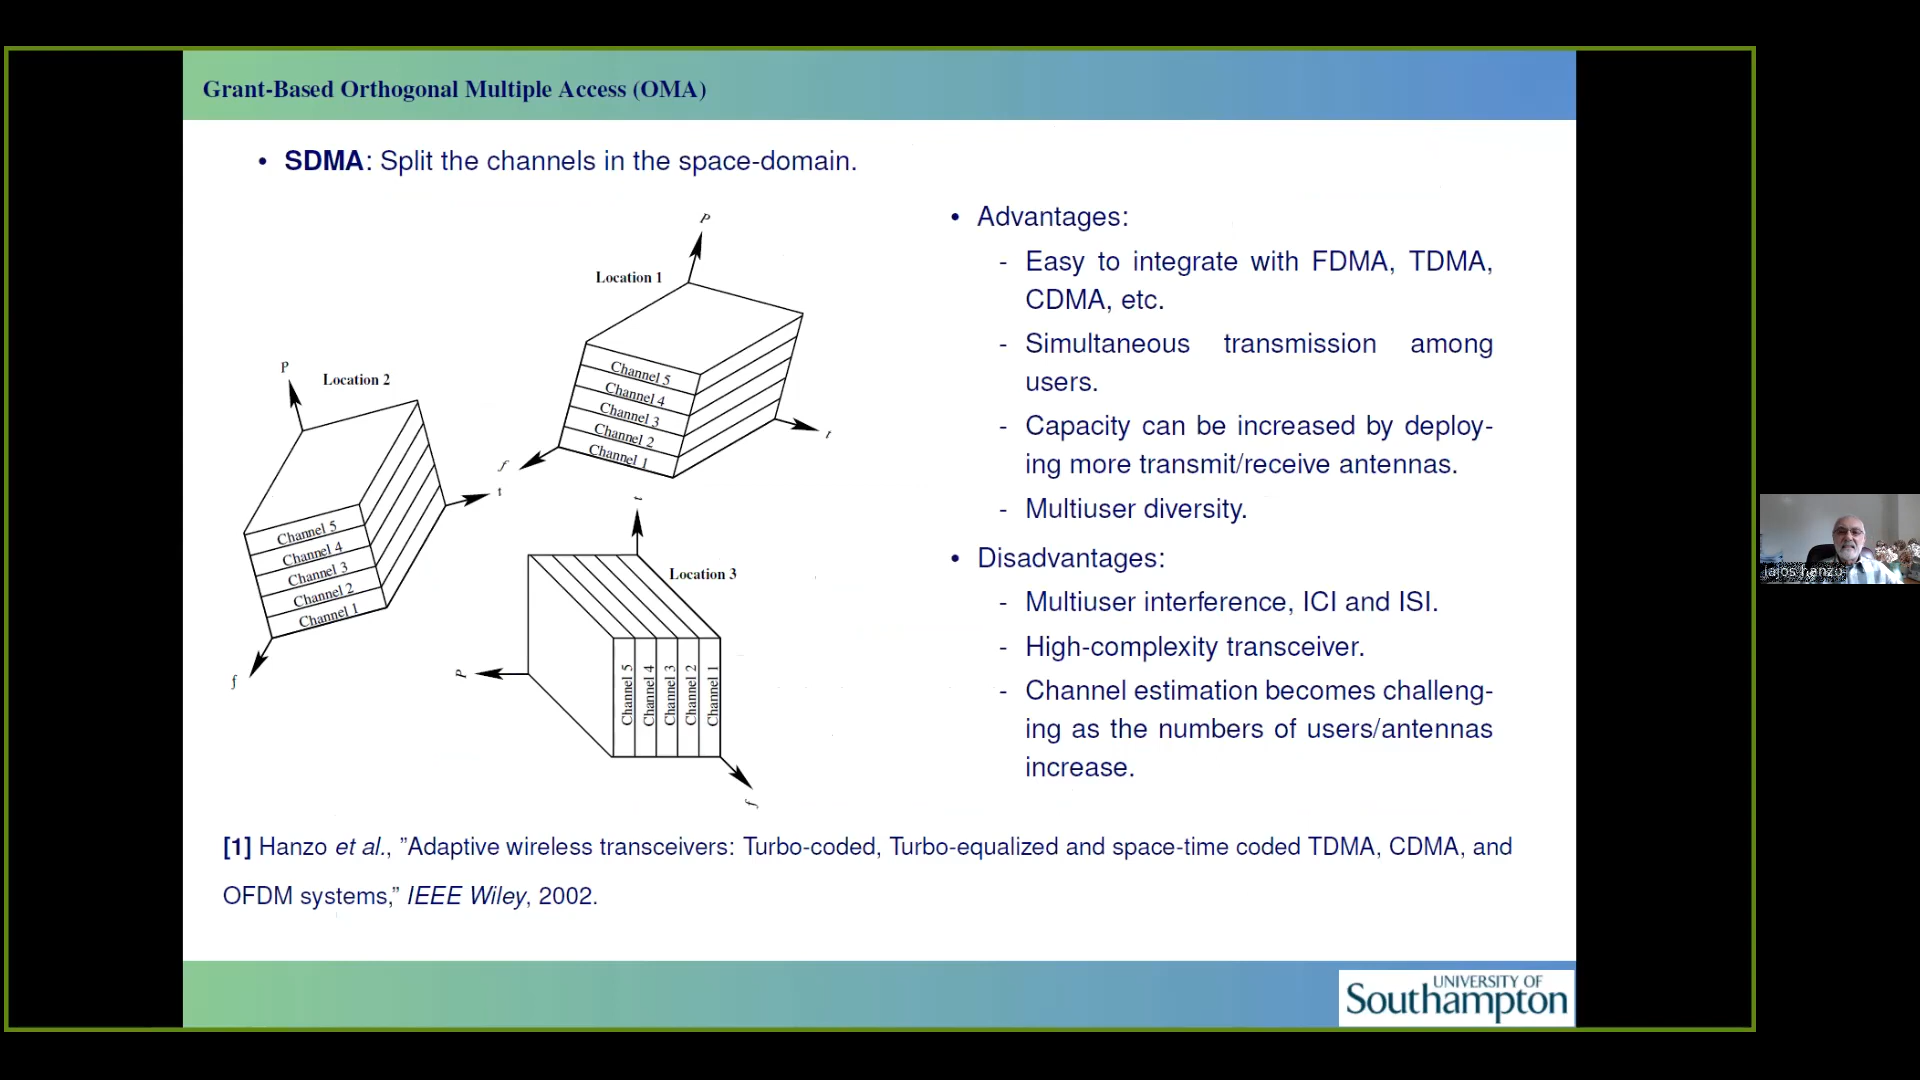 Grant-Based Orthogonal Multiple Access (OMA)
• SDMA: Split the channels in the space-domain.
P
Location 1
Channel 5
Channel 4
Channel 3
Channel 2
Channel 1
f
t
P
Location 2
Channel 5
Channel 4
Channel 3
Channel 2
Channel 1
f
t
t
Location 3
P
Channel 5
Channel 4
Channel 3
Channel 2
Channel 1
f
• Advantages:
- Easy to integrate with FDMA, TDMA,
CDMA, etc.
- Simultaneous transmission among
users.
- Capacity can be increased by deploy-
ing more transmit/receive antennas.
- Multiuser diversity.
• Disadvantages:
- Multiuser interference, ICI and ISI.
- High-complexity transceiver.
- Channel estimation becomes challeng-
ing as the numbers of users/antennas
increase.
[1] Hanzo et al., ”Adaptive wireless transceivers: Turbo-coded, Turbo-equalized and space-time coded TDMA, CDMA, and
OFDM systems,” IEEE Wiley, 2002.
UNIVERSITY OF
Southampton
lajos hanzo